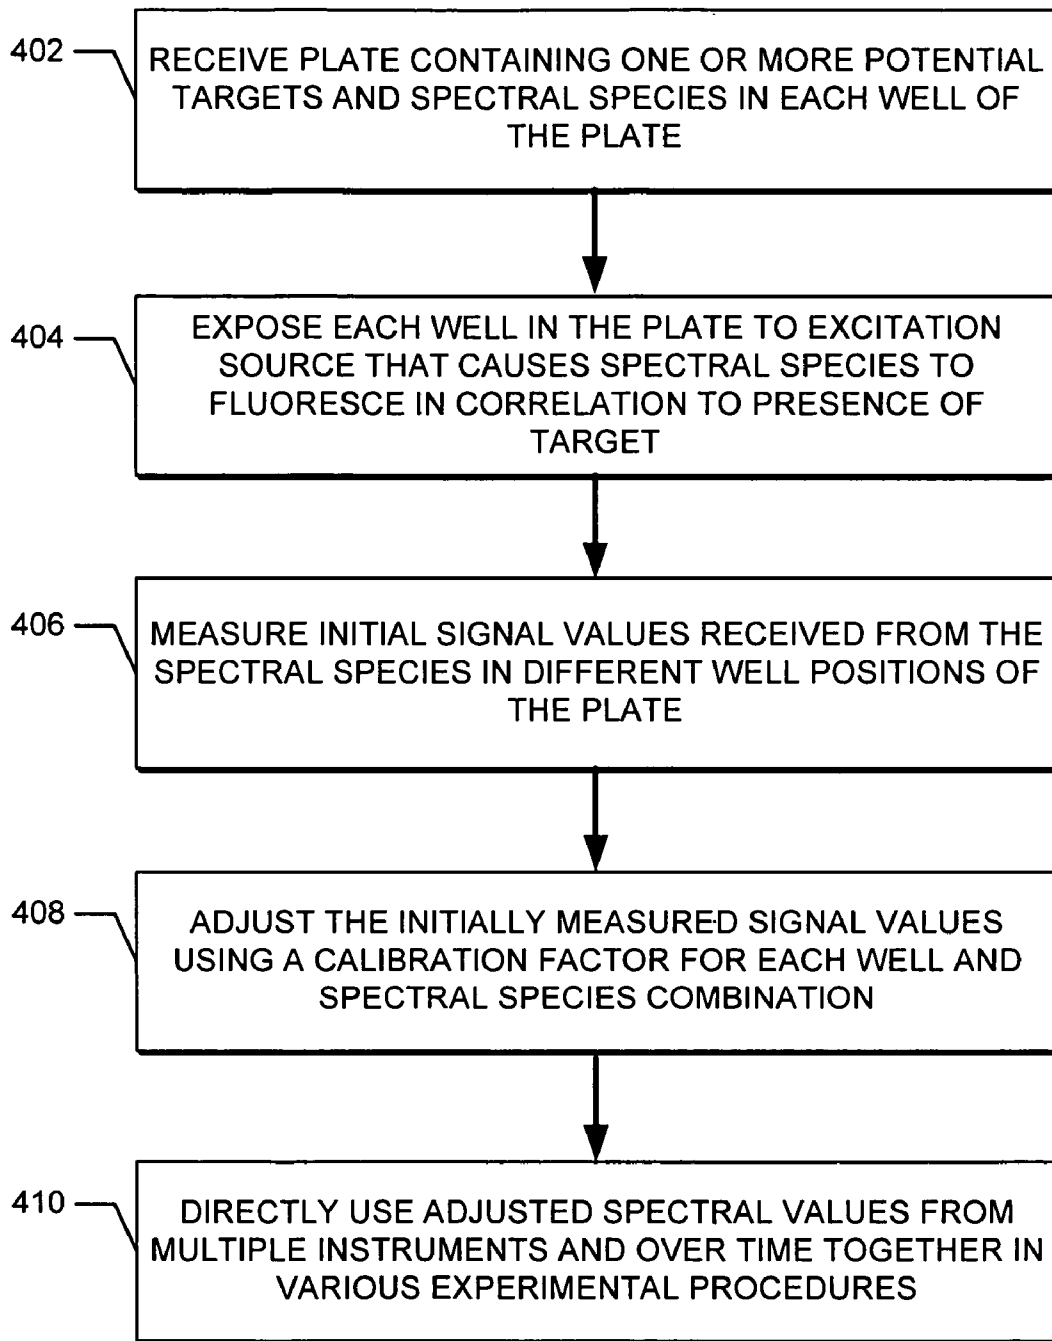 402
RECEIVE PLATE CONTAINING ONE OR MORE POTENTIAL
TARGETS AND SPECTRAL SPECIES IN EACH WELL OF
THE PLATE
404
EXPOSE EACH WELL IN THE PLATE TO EXCITATION
SOURCE THAT CAUSES SPECTRAL SPECIES TO
FLUORESCE IN CORRELATION TO PRESENCE OF
TARGET
406
MEASURE INITIAL SIGNAL VALUES RECEIVED FROM THE
SPECTRAL SPECIES IN DIFFERENT WELL POSITIONS OF
THE PLATE
408
ADJUST THE INITIALLY MEASURED SIGNAL VALUES
USING A CALIBRATION FACTOR FOR EACH WELL AND
SPECTRAL SPECIES COMBINATION
410
DIRECTLY USE ADJUSTED SPECTRAL VALUES FROM
MULTIPLE INSTRUMENTS AND OVER TIME TOGETHER IN
VARIOUS EXPERIMENTAL PROCEDURES